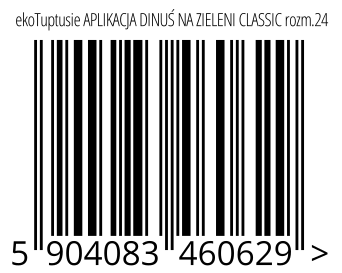 ekoTuptusie APLIKACJA DINUŚ NA ZIELENI CLASSIC rozm.24
5 904083 460629 >